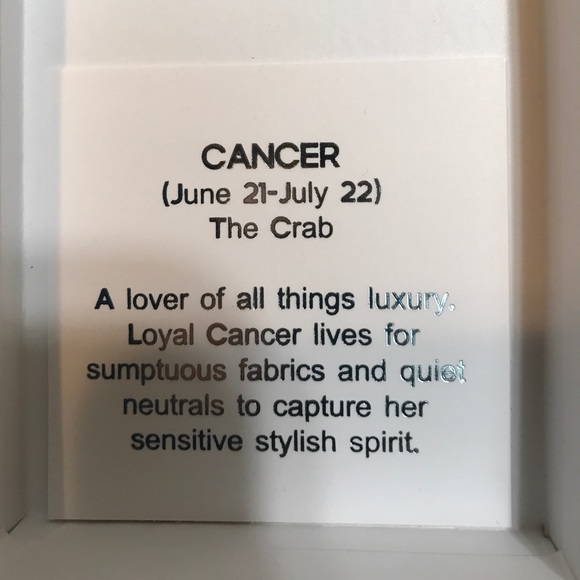 CANCER
(June 21-July 22)
The Crab
A lover of all things luxury.
Loyal Cancer lives for
sumptuous fabrics and quiet
neutrals to capture her
sensitive stylish spirit.